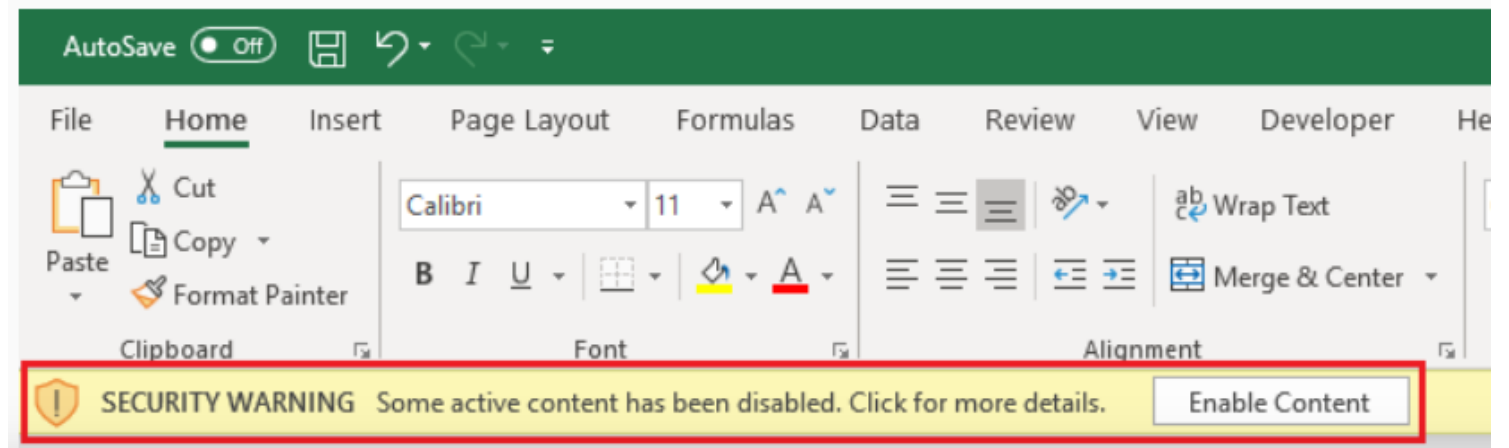 AutoSave Off
File Home Insert Page Layout Formulas Data Review View Developer He
Cut
Calibri 11 A^ A˅ ab Wrap Text
Copy
Paste
B I U A Merge & Center
Format Painter
Clipboard Font Alignment
SECURITY WARNING Some active content has been disabled. Click for more details. Enable Content